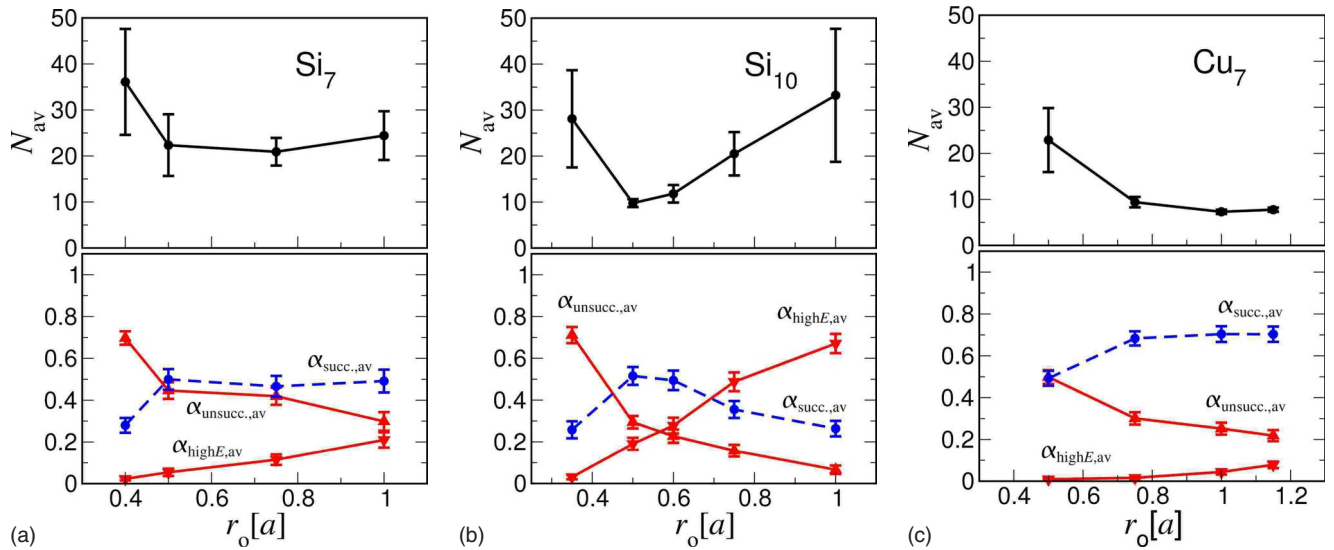 50
40
30
20
10
0
N_av
Si₇
1
0.8
0.6
0.4
0.2
0
α_succ.,av
α_unsucc.,av
α_highE,av
0.4 0.6 0.8 1
(a)
r_o[a]
50
40
30
20
10
0
N_av
Si₁₀
1
0.8
0.6
0.4
0.2
0
α_unsucc.,av
α_highE,av
α_succ.,av
0.4 0.6 0.8 1
(b)
r_o[a]
50
40
30
20
10
0
N_av
Cu₇
1
0.8
0.6
0.4
0.2
0
α_succ.,av
α_unsucc.,av
α_highE,av
0.4 0.6 0.8 1 1.2
(c)
r_o[a]